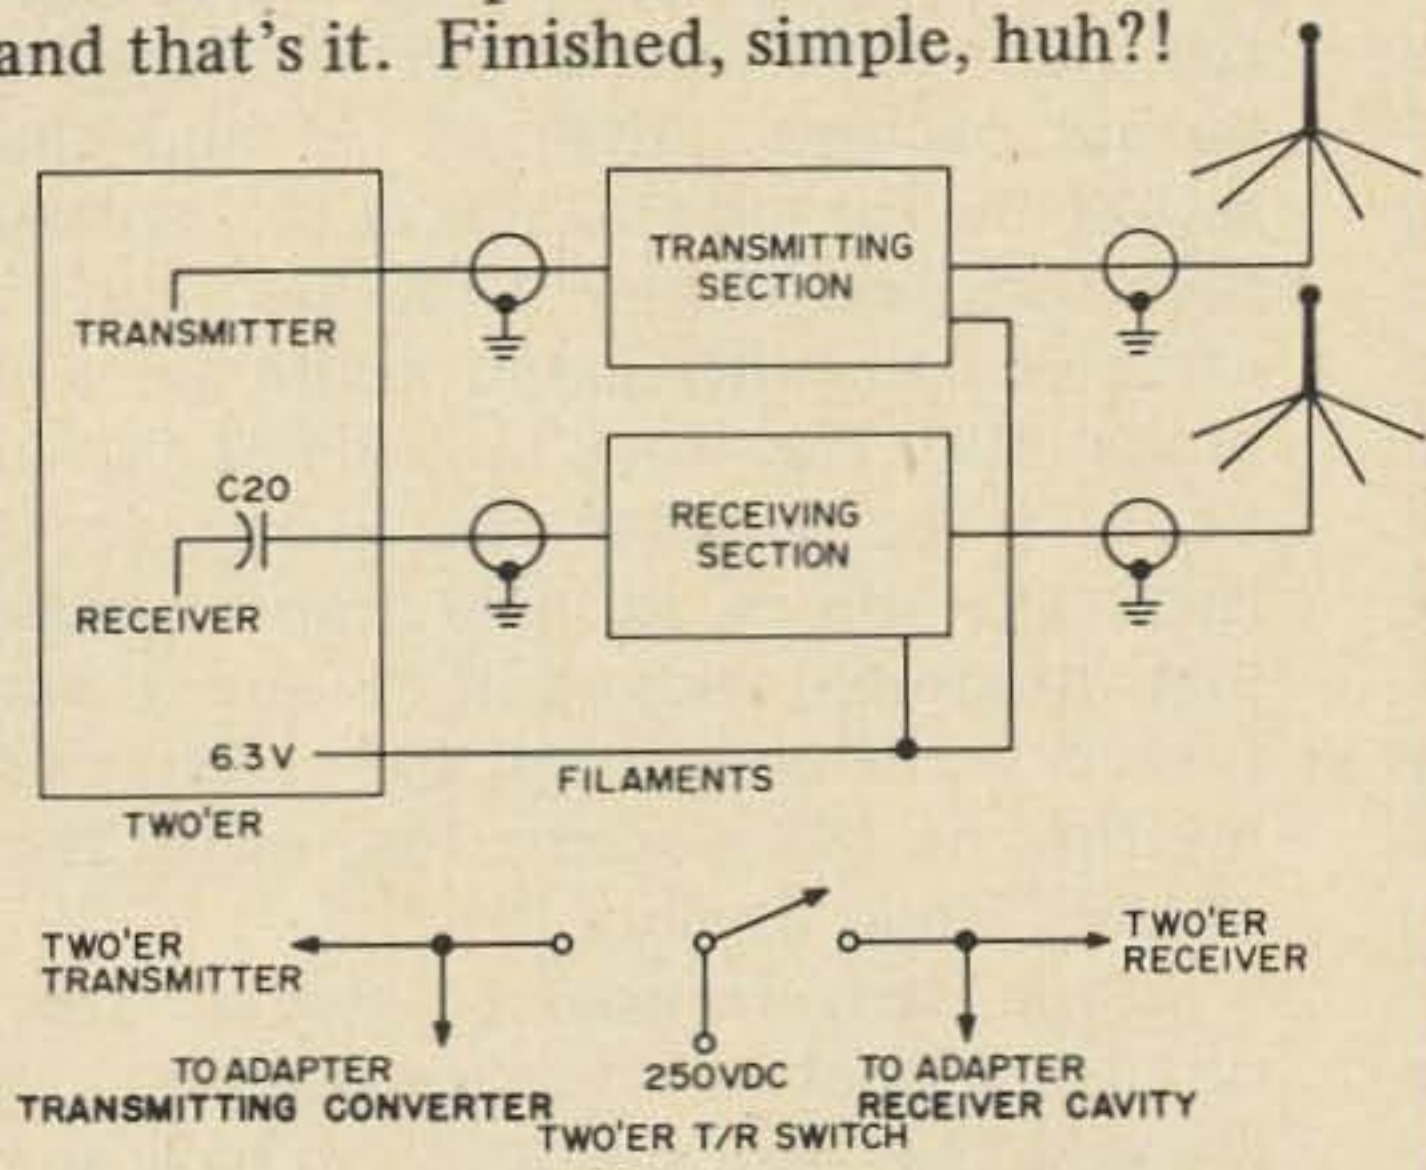 and that's it. Finished, simple, huh?!
TRANSMITTER
TRANSMITTING
SECTION
C20
RECEIVER
RECEIVING
SECTION
6.3V
FILAMENTS
TWO'ER
TWO'ER
TRANSMITTER
TWO'ER
RECEIVER
TO ADAPTER
TRANSMITTING CONVERTER
250VDC
TO ADAPTER
RECEIVER CAVITY
TWO'ER T/R SWITCH